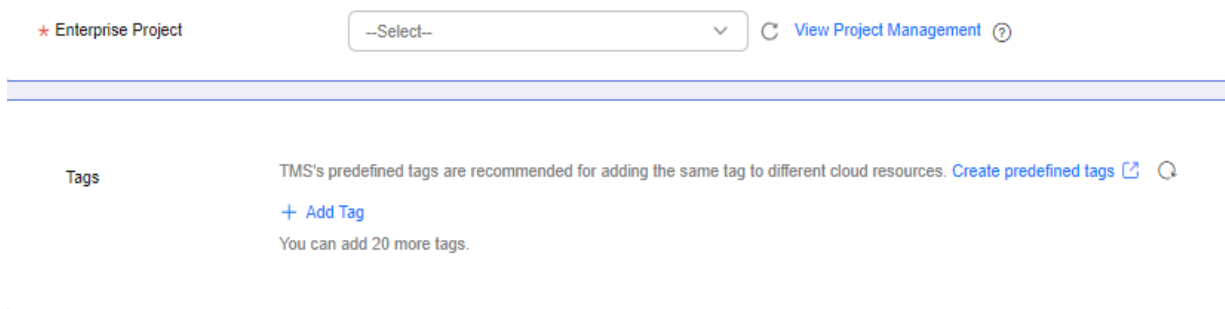 * Enterprise Project --Select-- View Project Management ?
Tags TMS's predefined tags are recommended for adding the same tag to different cloud resources. Create predefined tags
+ Add Tag
You can add 20 more tags.